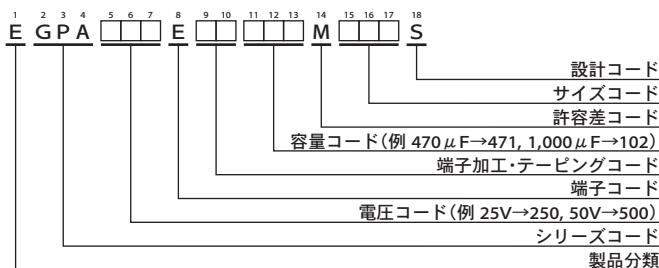 1 2 3 4 5 6 7 8 9 10 11 12 13 14 15 16 17 18
E G P A □□□ E □□ □□□ M □□□ S
設計コード
サイズコード
許容差コード
容量コード(例 470μF→471, 1,000μF→102)
端子加工・テーピングコード
端子コード
電圧コード(例 25V→250, 50V→500)
シリーズコード
製品分類